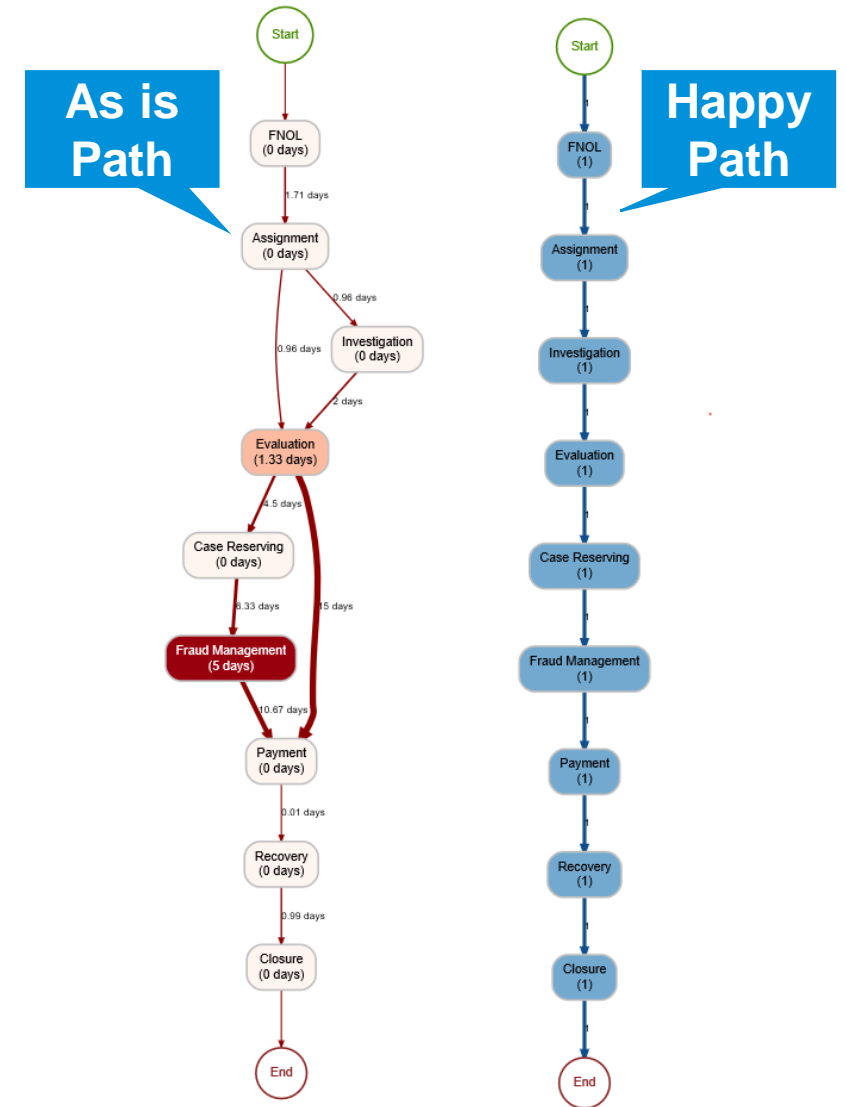 As is
Path
Start
FNOL
(0 days)
1.71 days
Assignment
(0 days)
0.96 days
0.96 days
Investigation
(0 days)
2 days
Evaluation
(1.33 days)
4.5 days
Case Reserving
(0 days)
6.33 days
15 days
Fraud Management
(5 days)
10.67 days
Payment
(0 days)
0.01 days
Recovery
(0 days)
0.99 days
Closure
(0 days)
End
Happy
Path
Start
1
FNOL
(1)
1
Assignment
(1)
1
Investigation
(1)
1
Evaluation
(1)
1
Case Reserving
(1)
1
Fraud Management
(1)
1
Payment
(1)
1
Recovery
(1)
1
Closure
(1)
1
End